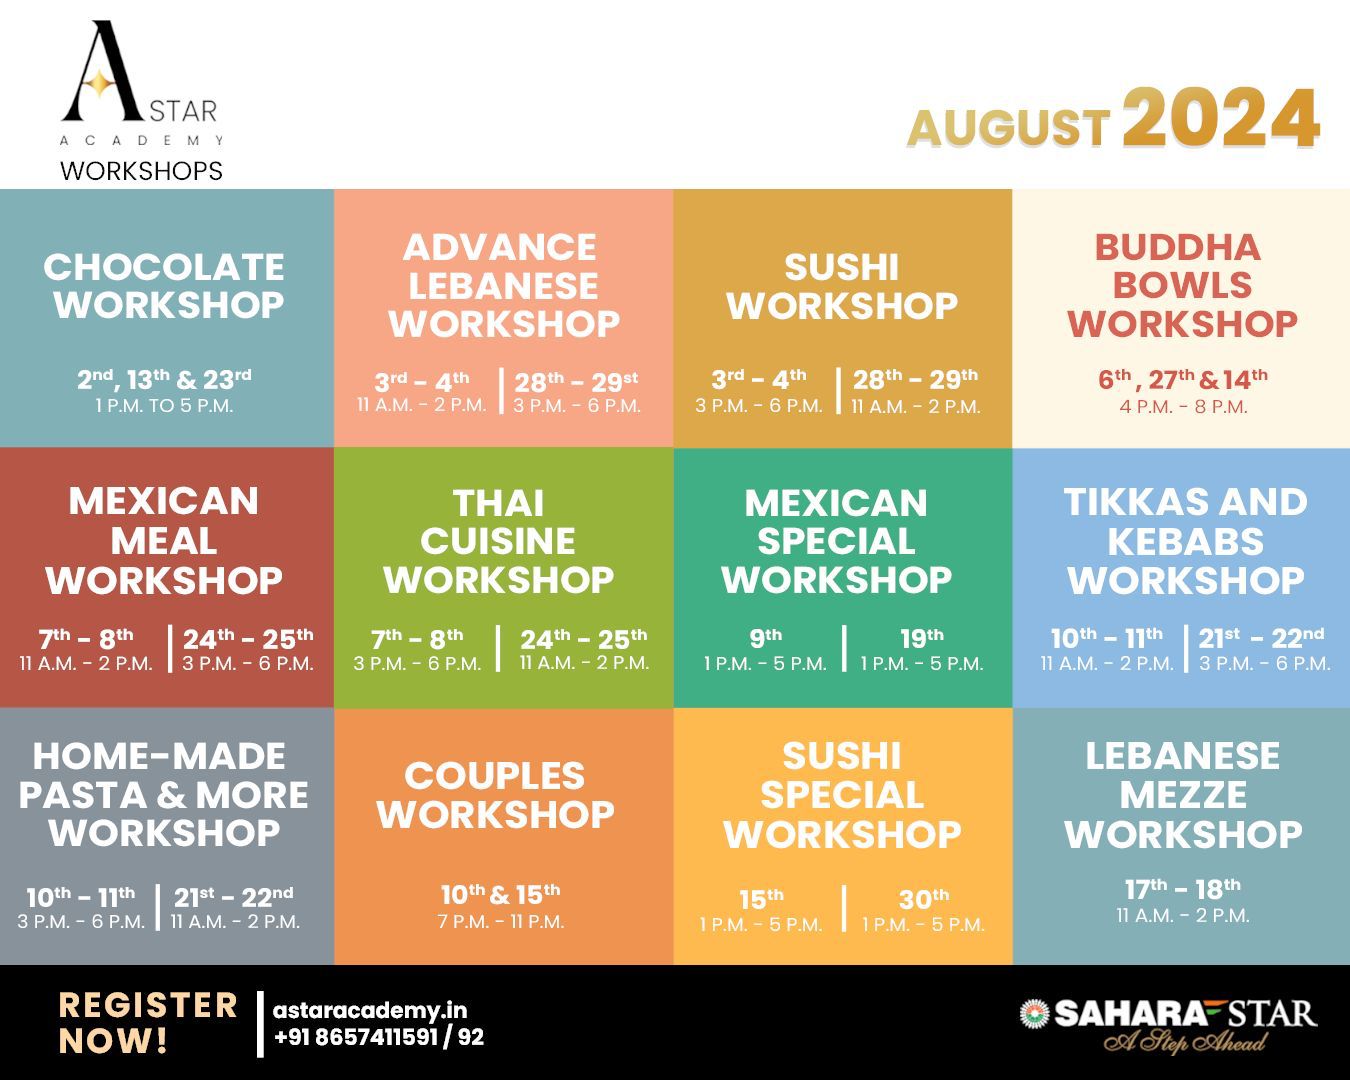 A STAR
ACADEMY
WORKSHOPS
AUGUST 2024
CHOCOLATE
WORKSHOP
2nd, 13th & 23rd
1 P.M. TO 5 P.M.
ADVANCE
LEBANESE
WORKSHOP
3rd - 4th | 28th - 29st
11 A.M. - 2 P.M. | 3 P.M. - 6 P.M.
SUSHI
WORKSHOP
3rd - 4th | 28th - 29th
3 P.M. - 6 P.M. | 11 A.M. - 2 P.M.
BUDDHA
BOWLS
WORKSHOP
6th , 27th & 14th
4 P.M. - 8 P.M.
MEXICAN
MEAL
WORKSHOP
7th - 8th | 24th - 25th
11 A.M. - 2 P.M. | 3 P.M. - 6 P.M.
THAI
CUISINE
WORKSHOP
7th - 8th | 24th - 25th
3 P.M. - 6 P.M. | 11 A.M. - 2 P.M.
MEXICAN
SPECIAL
WORKSHOP
9th | 19th
1 P.M. - 5 P.M. | 1 P.M. - 5 P.M.
TIKKAS AND
KEBABS
WORKSHOP
10th - 11th | 21st - 22nd
11 A.M. - 2 P.M. | 3 P.M. - 6 P.M.
HOME-MADE
PASTA & MORE
WORKSHOP
10th - 11th | 21st - 22nd
3 P.M. - 6 P.M. | 11 A.M. - 2 P.M.
COUPLES
WORKSHOP
10th & 15th
7 P.M. - 11 P.M.
SUSHI
SPECIAL
WORKSHOP
15th | 30th
1 P.M. - 5 P.M. | 1 P.M. - 5 P.M.
LEBANESE
MEZZE
WORKSHOP
17th - 18th
11 A.M. - 2 P.M.
REGISTER
NOW!
astaracademy.in
+91 8657411591 / 92
SAHARA STAR
A Step Ahead